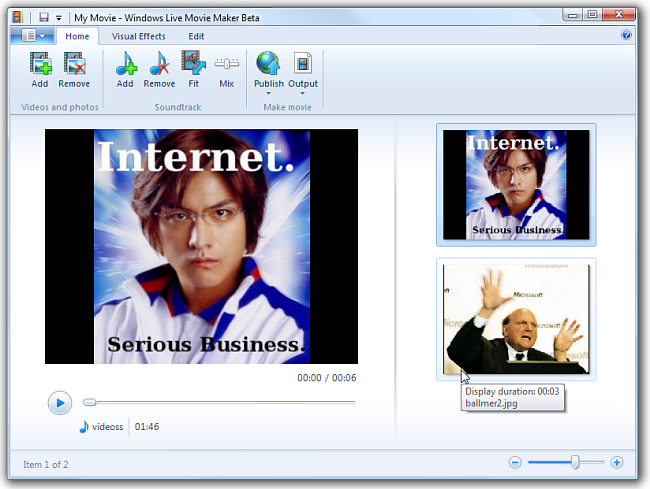 My Movie - Windows Live Movie Maker Beta
Home Visual Effects Edit
Add Remove Add Remove Fit Mix Publish Output
Videos and photos Soundtrack Make movie
Internet.
Serious Business.
00:00 / 00:06
videoss 01:46
Internet.
Serious Business.
Microsoft
Microsoft
Microsoft
Display duration: 00:03
ballmer2.jpg
Item 1 of 2